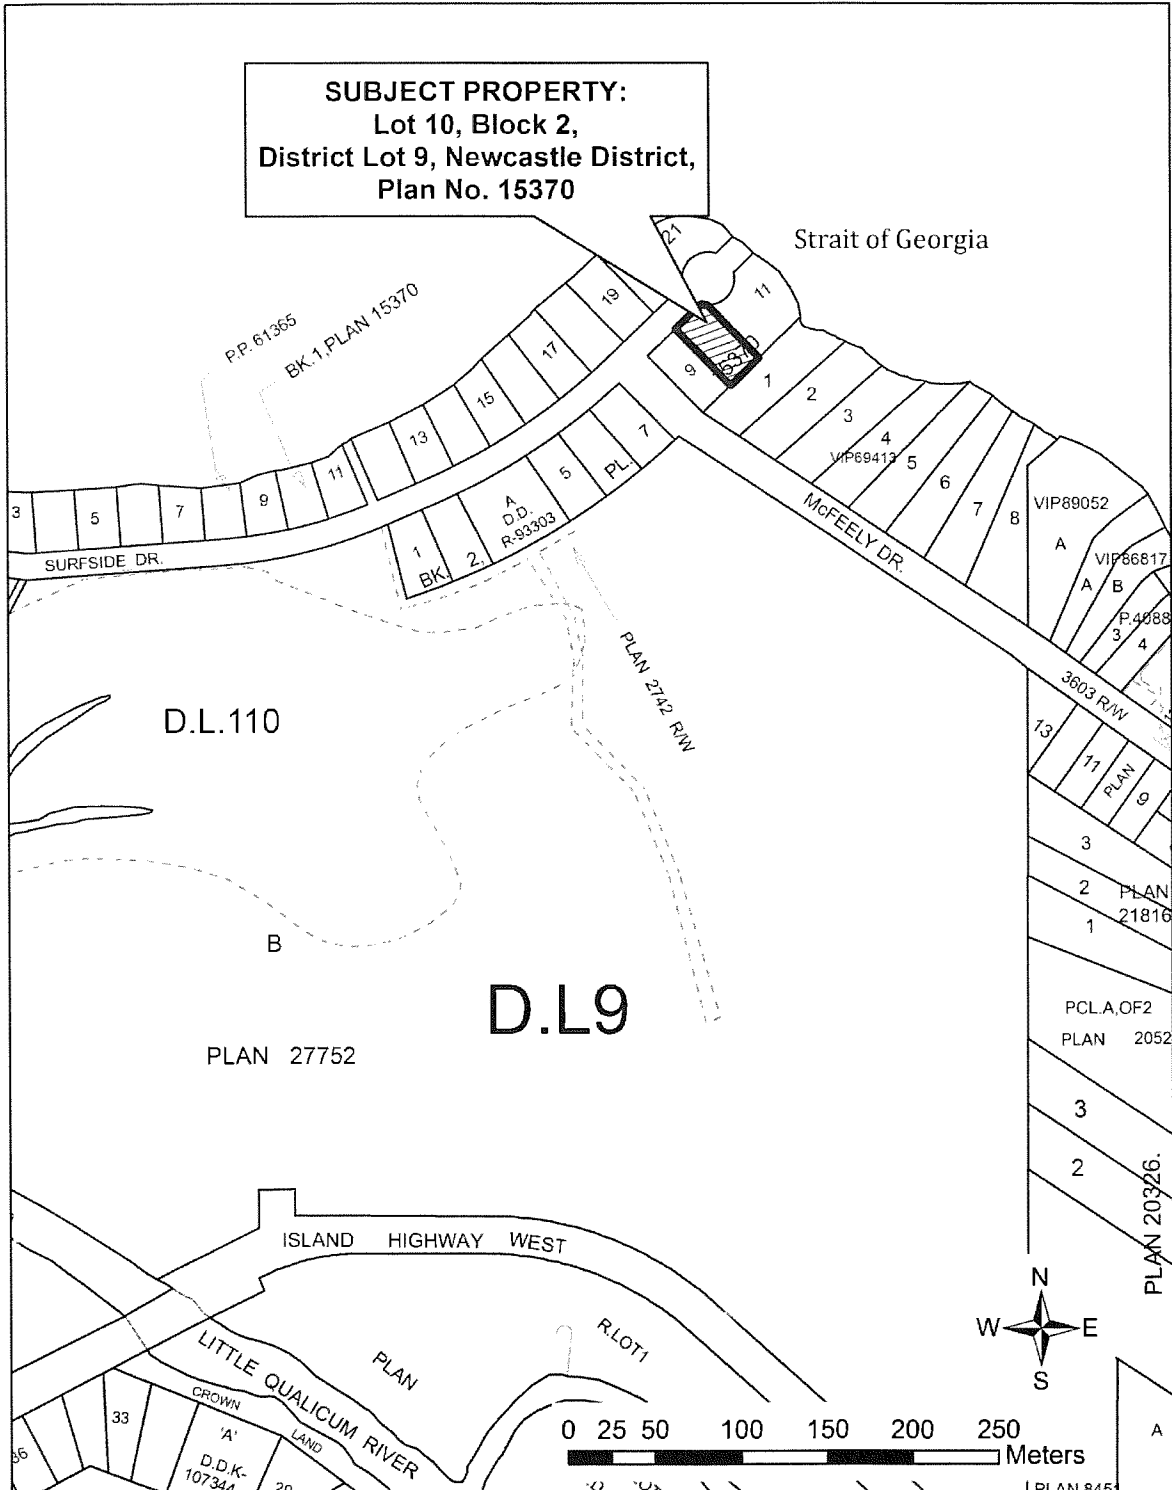 SUBJECT PROPERTY:
Lot 10, Block 2,
District Lot 9, Newcastle District,
Plan No. 15370
Strait of Georgia
21
11
19
17
15
13
11
9
7
5
3
P.P. 61365
BK.1,PLAN 15370
9
1
2
3
4
VIP69413
5
6
7
8
VIP89052
A
VIP86817
A
B
P.4088
3
4
7
PL.
5
A
D.D.
R-93303
2,
BK.
1
SURFSIDE DR.
McFEELY DR.
3603 R/W
PLAN 2742 R/W
D.L.110
13
11
PLAN
9
3
2
PLAN
21816
1
B
D.L9
PCL.A,OF2
PLAN 2052
PLAN 27752
3
2
PLAN 20326.
ISLAND HIGHWAY WEST
N
W E
S
R.LOT1
PLAN
LITTLE QUALICUM RIVER
CROWN
LAND
33
36
'A'
D.D.K-
107344
0 25 50 100 150 200 250
Meters
A
PLAN 8451